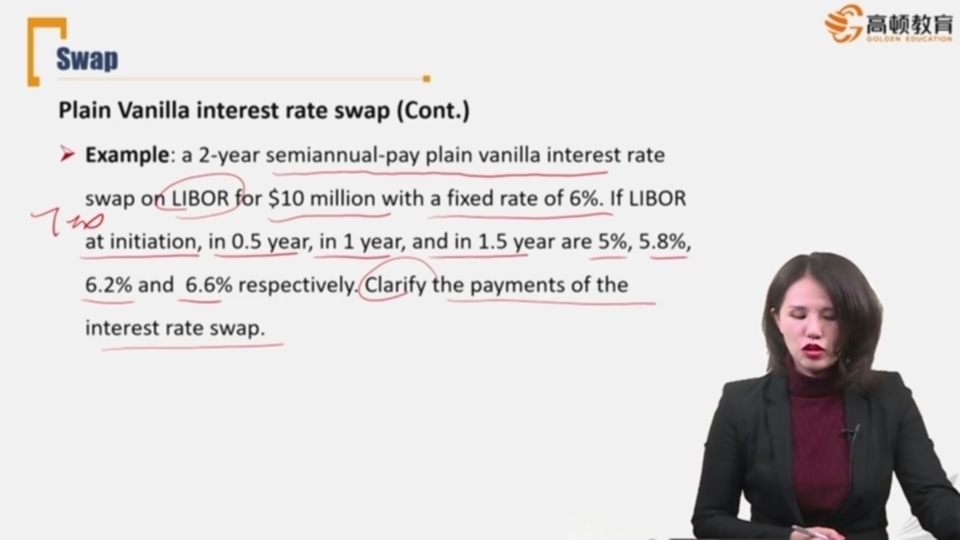 高顿教育
GOLDEN EDUCATION
Swap
Plain Vanilla interest rate swap (Cont.)
Example: a 2-year semiannual-pay plain vanilla interest rate
swap on LIBOR for $10 million with a fixed rate of 6%. If LIBOR
at initiation, in 0.5 year, in 1 year, and in 1.5 year are 5%, 5.8%,
6.2% and 6.6% respectively. Clarify the payments of the
interest rate swap.